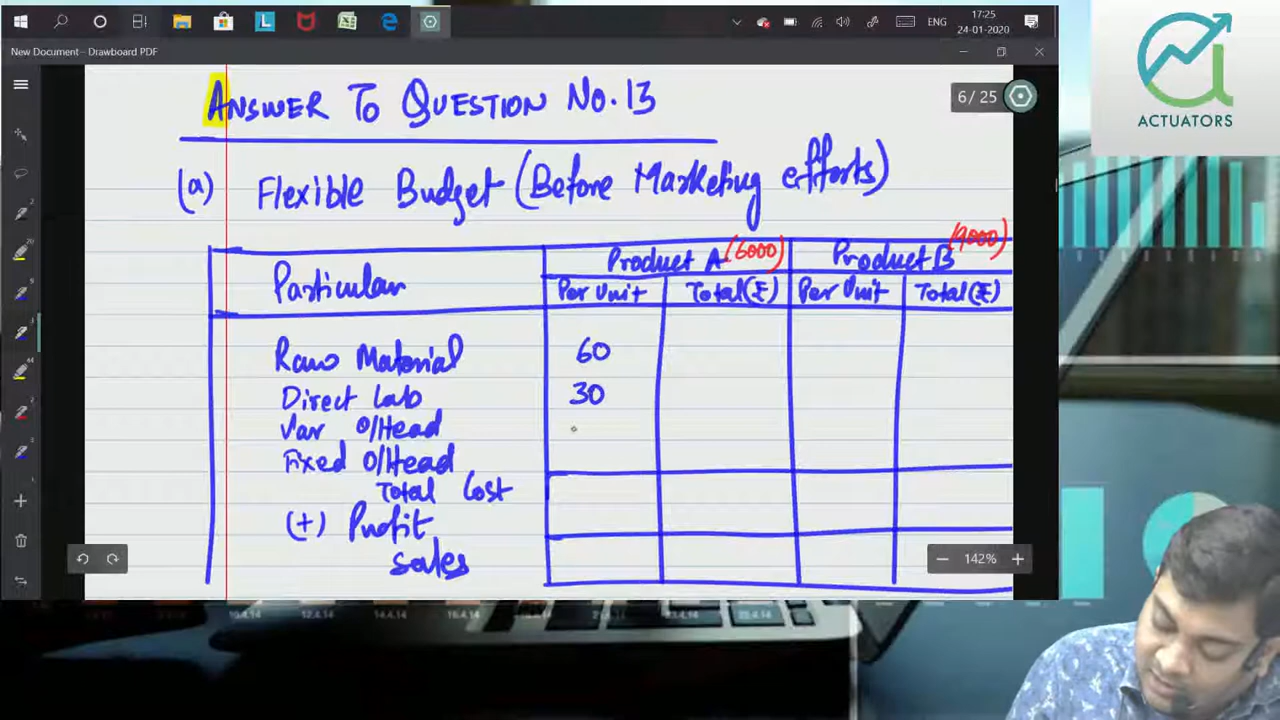 ENG
17:25
24-01-2020
New Document - Drawboard PDF
ANSWER TO QUESTION No. 13
6 / 25
ACTUATORS
(a) Flexible Budget (Before Marketing efforts)
Particular
Product A (6000)
Product B (9000)
Per Unit
Total (₹)
Per Unit
Total (₹)
Raw Material 60
Direct Lab 30
Var O/Head
Fixed O/Head
Total Cost
(+) Profit
Sales
142%